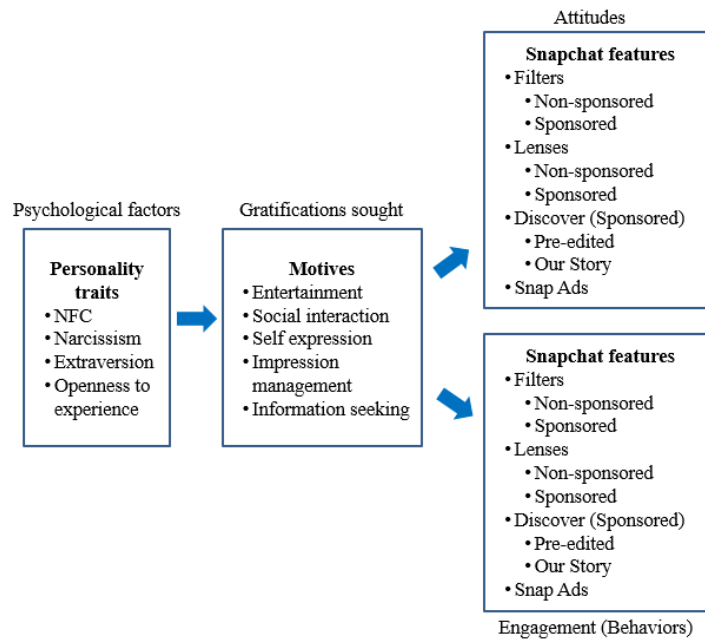 Psychological factors
Personality
traits
• NFC
• Narcissism
• Extraversion
• Openness to
experience
Gratifications sought
Motives
• Entertainment
• Social interaction
• Self expression
• Impression
management
• Information seeking
Attitudes
Snapchat features
• Filters
• Non-sponsored
• Sponsored
• Lenses
• Non-sponsored
• Sponsored
• Discover (Sponsored)
• Pre-edited
• Our Story
• Snap Ads
Snapchat features
• Filters
• Non-sponsored
• Sponsored
• Lenses
• Non-sponsored
• Sponsored
• Discover (Sponsored)
• Pre-edited
• Our Story
• Snap Ads
Engagement (Behaviors)